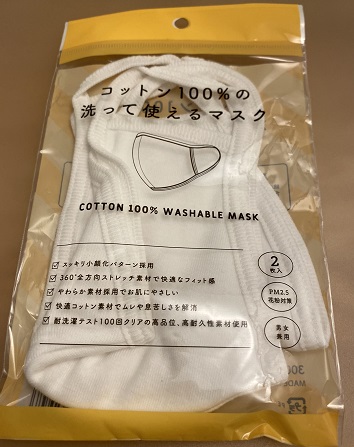 コットン100%の
洗って使えるマスク
COTTON 100% WASHABLE MASK
スッキリ小顔化パターン採用
360°全方向ストレッチ素材で快適なフィット感
やわらか素材採用でお肌にやさしい
快適コットン素材でムレや息苦しさを解消
耐洗濯テスト100回クリアの高品位、高耐久性素材使用
2
枚入
PM2.5
花粉対策
男女
兼用
300
MADE